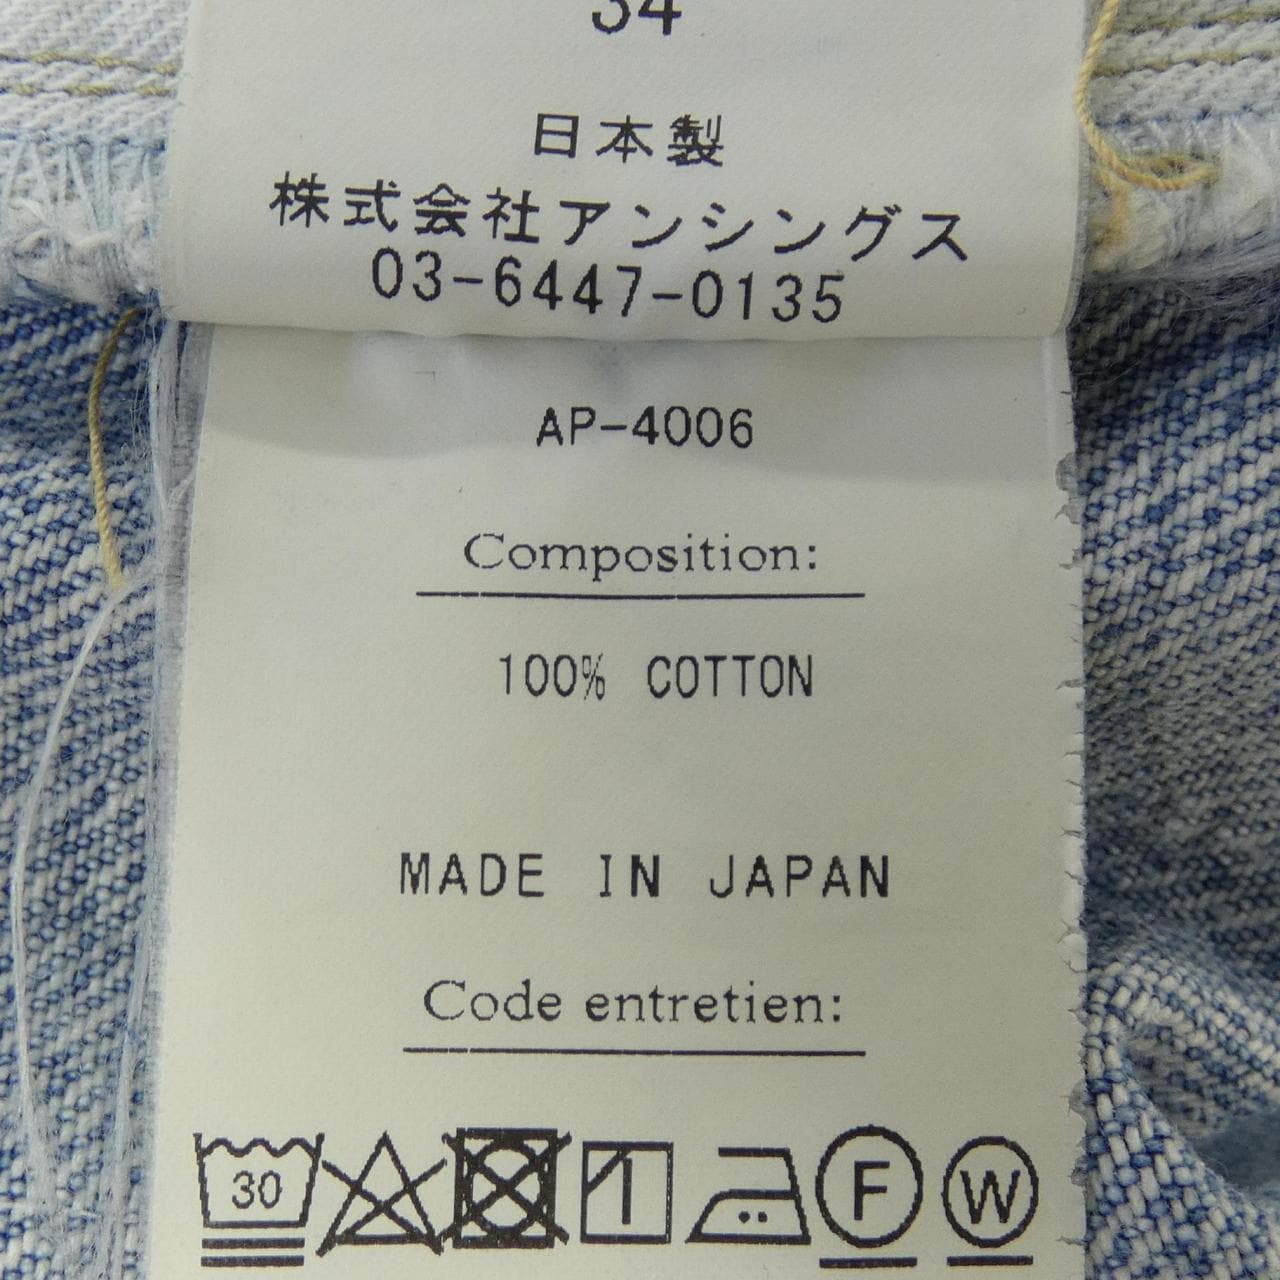 34
日本製
株式会社アンシングス
03-6447-0135
AP-4006
Composition:
100% COTTON
MADE IN JAPAN
Code entretien:
30 F W